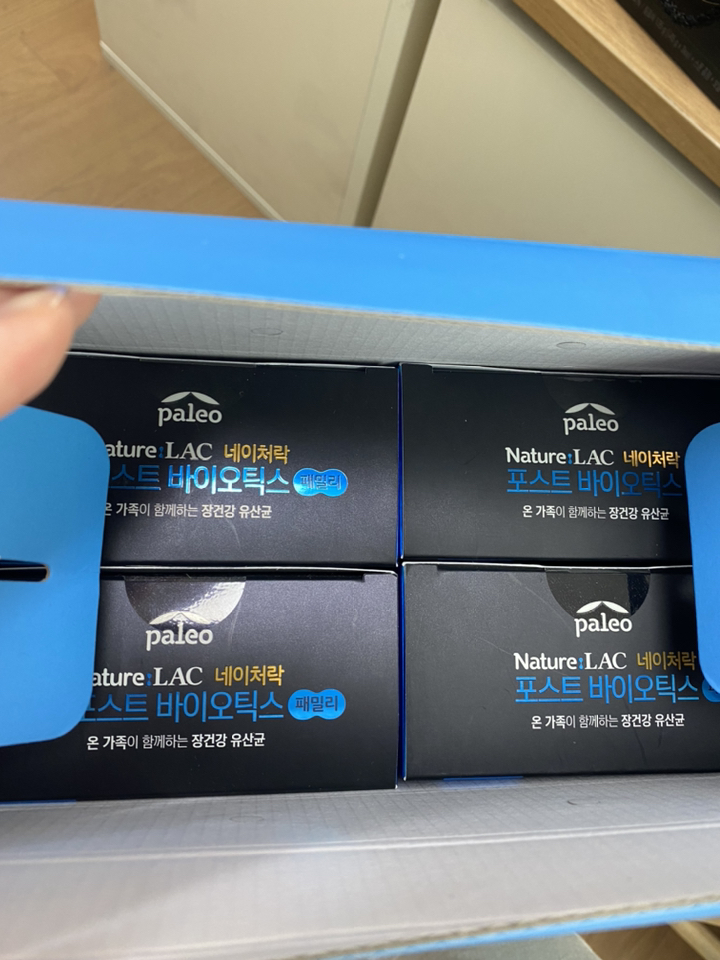 paleo
ature:LAC 네이처락
스트 바이오틱스 패밀리
온 가족이 함께하는 장건강 유산균
paleo
Nature:LAC 네이처락
포스트 바이오틱스
온 가족이 함께하는 장건강 유산균
paleo
ature:LAC 네이처락
스트 바이오틱스 패밀리
온 가족이 함께하는 장건강 유산균
paleo
Nature:LAC 네이처락
포스트 바이오틱스
온 가족이 함께하는 장건강 유산균